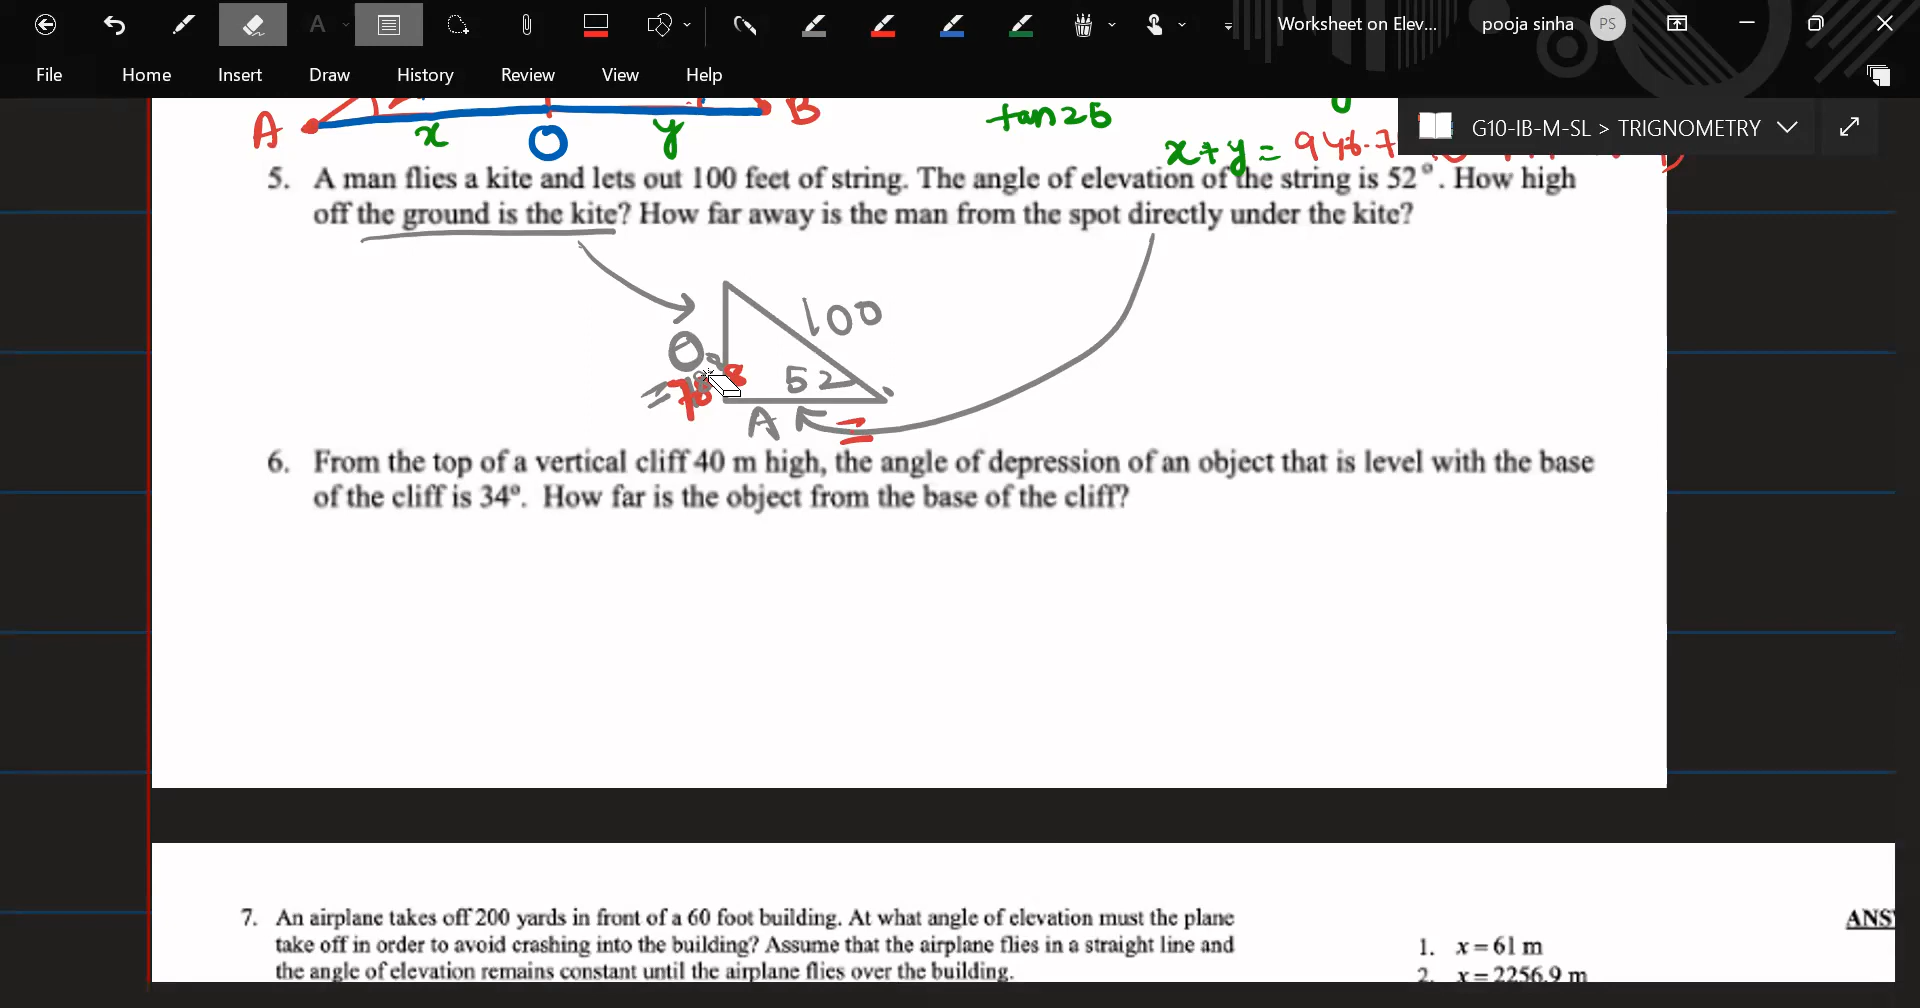 Worksheet on Elev...
pooja sinha
PS
File Home Insert Draw History Review View Help
G10-IB-M-SL > TRIGNOMETRY
A
x
O
y
B
tan25
x+y = 946.7
5. A man flies a kite and lets out 100 feet of string. The angle of elevation of the string is 52°. How high
off the ground is the kite? How far away is the man from the spot directly under the kite?
100
O
52
=78
A
=
6. From the top of a vertical cliff 40 m high, the angle of depression of an object that is level with the base
of the cliff is 34°. How far is the object from the base of the cliff?
7. An airplane takes off 200 yards in front of a 60 foot building. At what angle of elevation must the plane
take off in order to avoid crashing into the building? Assume that the airplane flies in a straight line and
the angle of elevation remains constant until the airplane flies over the building.
ANS
1. x = 61 m
2. x = 2256.9 m